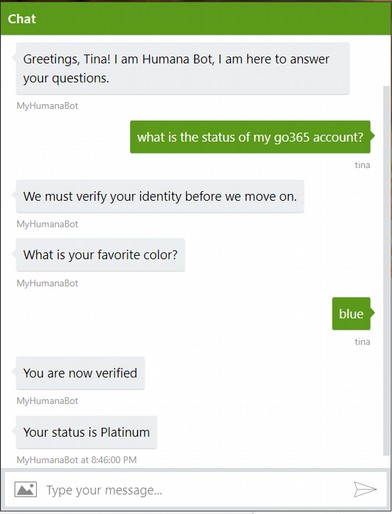 Chat
Greetings, Tina! I am Humana Bot, I am here to answer
your questions.
MyHumanaBot
what is the status of my go365 account?
tina
We must verify your identity before we move on.
MyHumanaBot
What is your favorite color?
MyHumanaBot
blue
tina
You are now verified
MyHumanaBot
Your status is Platinum
MyHumanaBot at 8:46:00 PM
Type your message...